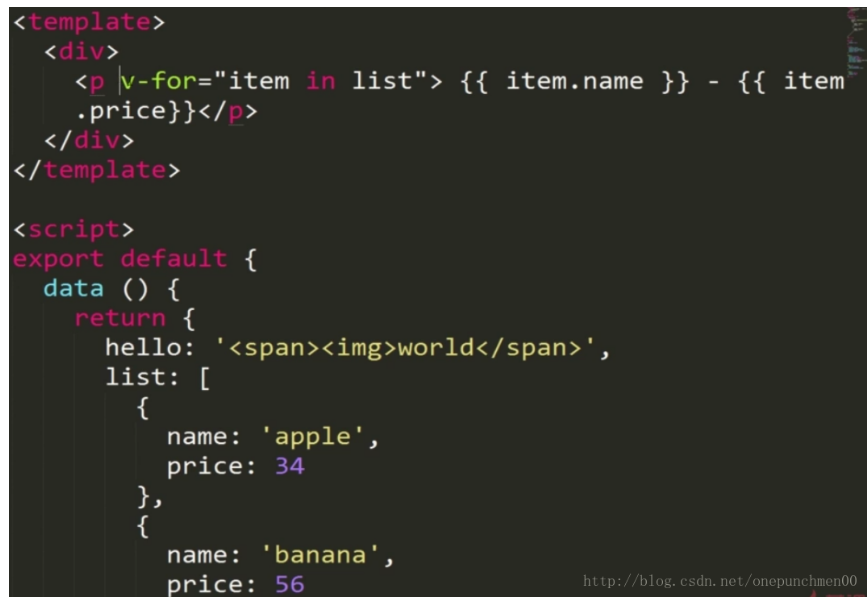 <template>
  <div>
    <p v-for="item in list"> {{ item.name }} - {{ item
    .price}}</p>
  </div>
</template>

<script>
export default {
  data () {
    return {
      hello: '<span><img>world</span>',
      list: [
        {
          name: 'apple',
          price: 34
        },
        {
          name: 'banana',
          price: 56
http://blog.csdn.net/onepunchmen00